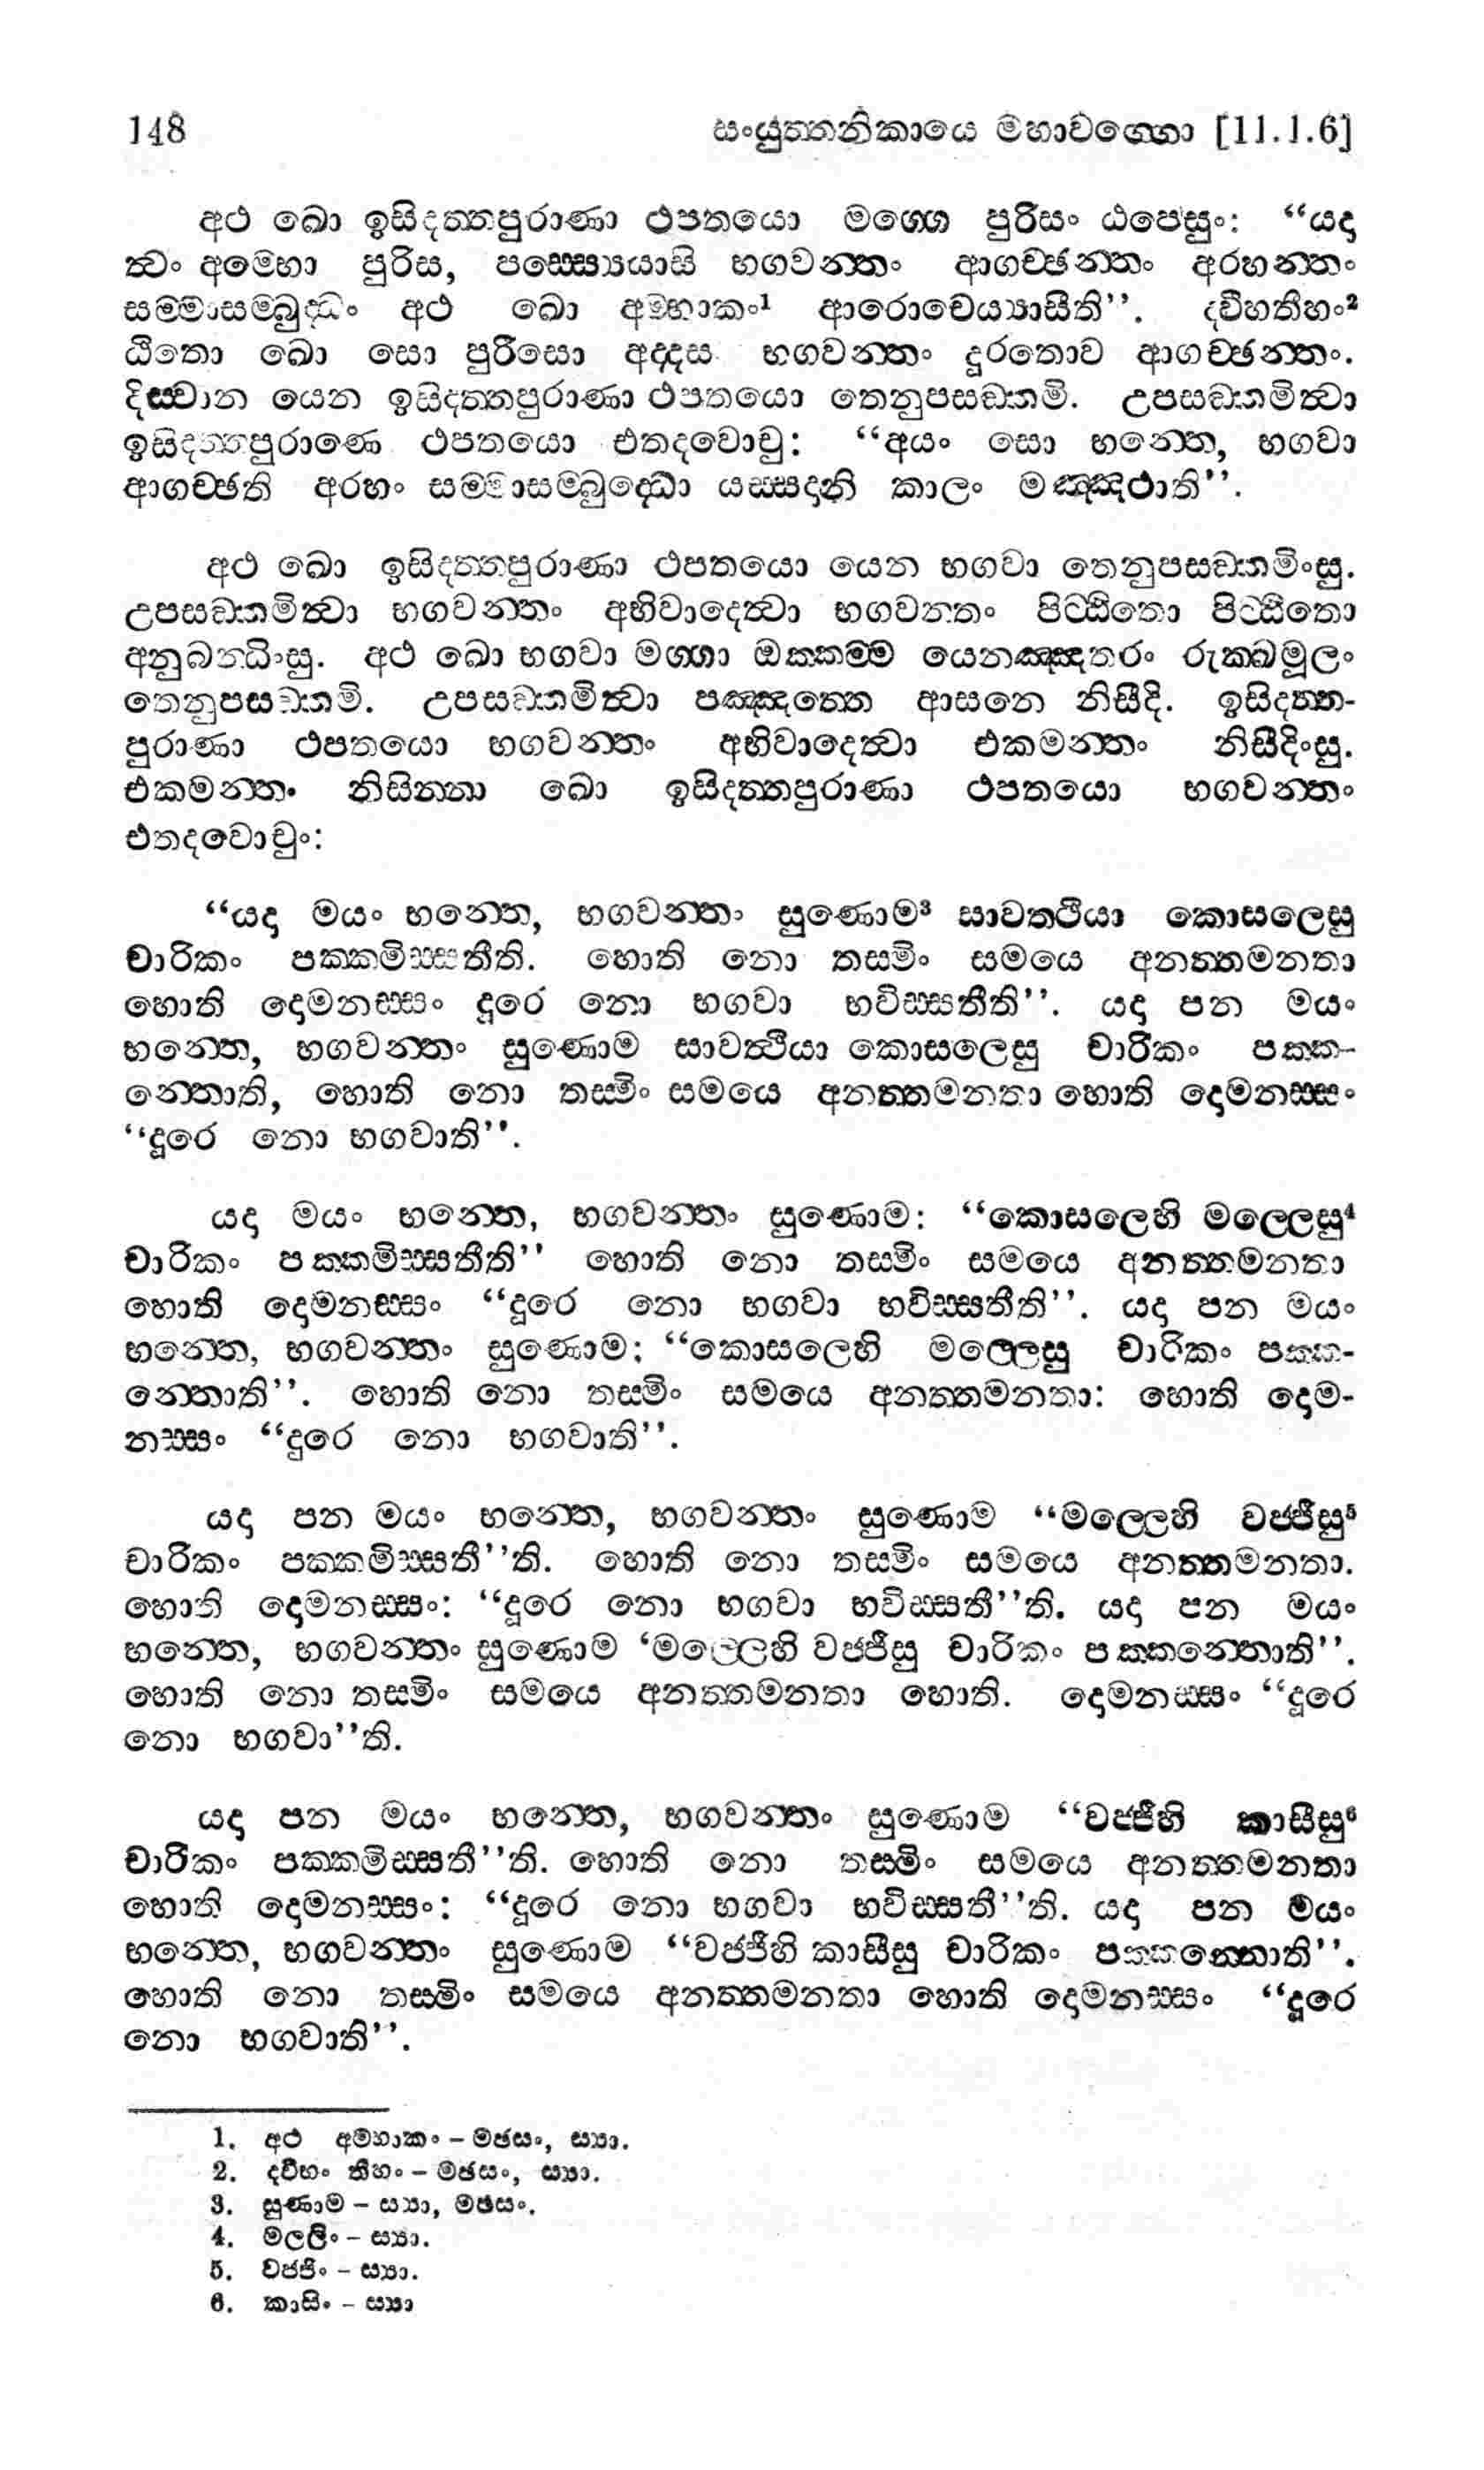 148 සංයුත්තනිකායෙ මහාවග්ගො [11.1.6]
අථ ඛො ඉසිදත්තපුරාණා ථපතයො මග්ගෙ පුරිසං ඨපෙසුං: “යදා
ත්වං අම්භො පුරිස, පස්සෙය්‍යයාසි භගවන්තං ආගච්ඡන්තං අරහන්තං
සම්මාසම්බුද්ධං අථ ඛො අම්හාකං¹ ආරොචෙය්‍යාසීති’’. ද්වීහතීහං²
ඨිතො ඛො සො පුරිසො අද්දස භගවන්තං දූරතොව ආගච්ඡන්තං.
දිස්වාන යෙන ඉසිදත්තපුරාණා ථපතයො තෙනුපසඞ්කමි. උපසඞ්කමිත්වා
ඉසිදත්තපුරාණෙ ථපතයො එතදවොචු: “අයං සො භන්තෙ, භගවා
ආගච්ඡති අරහං සම්මාසම්බුද්ධො යස්සදානි කාලං මඤ්ඤථාති’’.
අථ ඛො ඉසිදත්තපුරාණා ථපතයො යෙන භගවා තෙනුපසඞ්කමිංසු.
උපසඞ්කමිත්වා භගවන්තං අභිවාදෙත්වා භගවන්තං පිට්ඨිතො පිට්ඨිතො
අනුබන්ධිංසු. අථ ඛො භගවා මග්ගා ඔක්කම්ම යෙනඤ්ඤතරං රුක්ඛමූලං
තෙනුපසඞ්කමි. උපසඞ්කමිත්වා පඤ්ඤත්තෙ ආසනෙ නිසීදි. ඉසිදත්ත-
පුරාණා ථපතයො භගවන්තං අභිවාදෙත්වා එකමන්තං නිසීදිංසු.
එකමන්තං නිසින්නා ඛො ඉසිදත්තපුරාණා ථපතයො භගවන්තං
එතදවොචුං:
“යදා මයං භන්තෙ, භගවන්තං සුණොම³ සාවත්ථියා කොසලෙසු
චාරිකං පක්කමිස්සතීති. හොති නො තස්මිං සමයෙ අනත්තමනතා
හොති දොමනස්සං දූරෙ නො භගවා භවිස්සතීති’’. යදා පන මයං
භන්තෙ, භගවන්තං සුණොම සාවත්ථියා කොසලෙසු චාරිකං පක්ක-
න්තොති, හොති නො තස්මිං සමයෙ අනත්තමනතා හොති දොමනස්සං
“දූරෙ නො භගවාති’’.
යදා මයං භන්තෙ, භගවන්තං සුණොම: “කොසලෙහි මල්ලෙසු⁴
චාරිකං පක්කමිස්සතීති’’ හොති නො තස්මිං සමයෙ අනත්තමනතා
හොති දොමනස්සං “දූරෙ නො භගවා භවිස්සතීති’’. යදා පන මයං
භන්තෙ, භගවන්තං සුණොම: “කොසලෙහි මල්ලෙසු චාරිකං පක්ක-
න්තොති’’. හොති නො තස්මිං සමයෙ අනත්තමනතා: හොති දොම-
නස්සං “දුරෙ නො භගවාති’’.
යදා පන මයං භන්තෙ, භගවන්තං සුණොම “මල්ලෙහි වජ්ජීසු⁵
චාරිකං පක්කමිස්සතී’’ති. හොති නො තස්මිං සමයෙ අනත්තමනතා.
හොති දොමනස්සං: “දූරෙ නො භගවා භවිස්සතී’’ති. යදා පන මයං
භන්තෙ, භගවන්තං සුණොම ‘මල්ලෙහි වජ්ජීසු චාරිකං පක්කන්තොති’’.
හොති නො තස්මිං සමයෙ අනත්තමනතා හොති. දොමනස්සං “දූරෙ
නො භගවා’’ති.
යදා පන මයං භන්තෙ, භගවන්තං සුණොම “වජ්ජීහි කාසීසු⁶
චාරිකං පක්කමිස්සතී’’ති. හොති නො තස්මිං සමයෙ අනත්තමනතා
හොති දොමනස්සං: “දූරෙ නො භගවා භවිස්සතී’’ති. යදා පන මයං
භන්තෙ, භගවන්තං සුණොම “වජ්ජීහි කාසීසු චාරිකං පක්කන්තොති’’.
හොති නො තස්මිං සමයෙ අනත්තමනතා හොති දොමනස්සං “දූරෙ
නො භගවාති’’.
1. අථ අම්හාකං – මඡසං, ස්‍යා.
2. ද්වීහං තීහං – මඡසං, ස්‍යා.
3. සුණාම – ස්‍යා, මඡසං.
4. මල්ලිං – ස්‍යා.
5. වජ්ජිං – ස්‍යා.
6. කාසිං – ස්‍යා